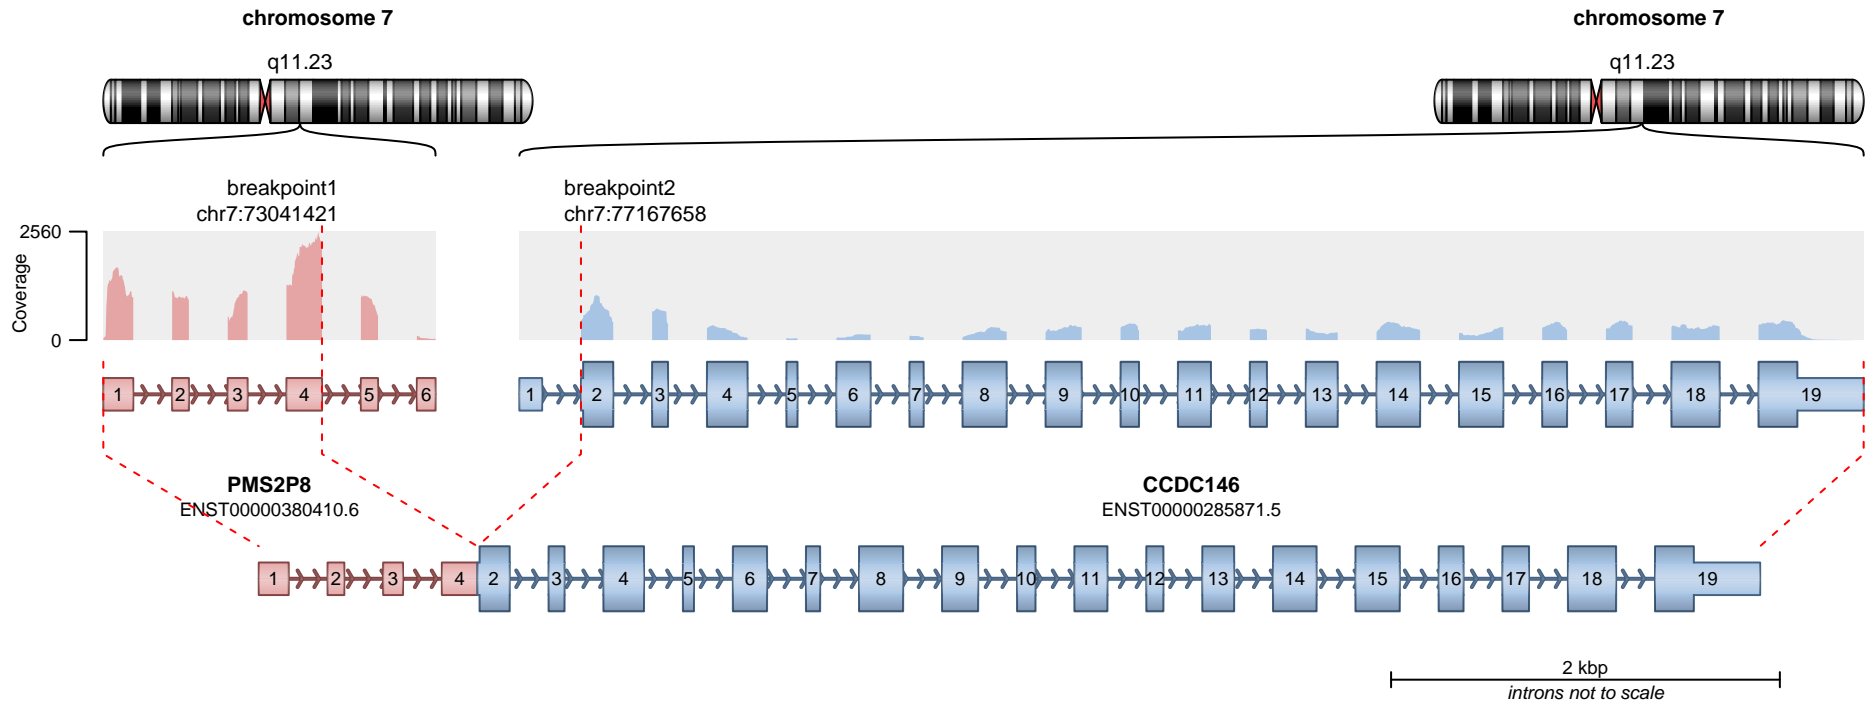 chromosome 7
chromosome 7
q11.23
q11.23
breakpoint1
chr7:73041421
breakpoint2
chr7:77167658
2560
Coverage
0
1 2 3 4 5 6
1 2 3 4 5 6 7 8 9 10 11 12 13 14 15 16 17 18 19
PMS2P8
ENST00000380410.6
CCDC146
ENST00000285871.5
1 2 3 4 2 3 4 5 6 7 8 9 10 11 12 13 14 15 16 17 18 19
2 kbp
introns not to scale